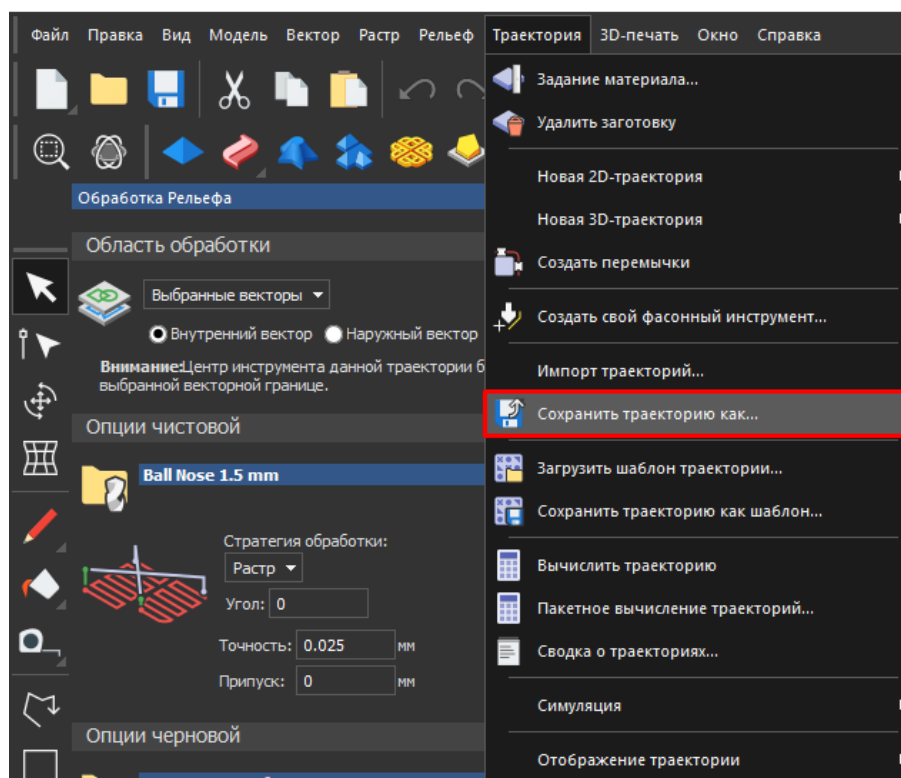 Файл Правка Вид Модель Вектор Растр Рельеф Траектория 3D-печать Окно Справка
Задание материала...
Удалить заготовку
Новая 2D-траектория
Обработка Рельефа
Новая 3D-траектория
Область обработки
Создать перемычки
Выбранные векторы
Создать свой фасонный инструмент...
Внутренний вектор Наружный вектор
Внимание:Центр инструмента данной траектории б
выбранной векторной границе.
Импорт траекторий...
Сохранить траекторию как...
Опции чистовой
Ball Nose 1.5 mm
Загрузить шаблон траектории...
Сохранить траекторию как шаблон...
Стратегия обработки:
Растр
Вычислить траекторию
Угол: 0
Пакетное вычисление траекторий...
Точность: 0.025 мм
Сводка о траекториях...
Припуск: 0 мм
Симуляция
Опции черновой
Отображение траектории